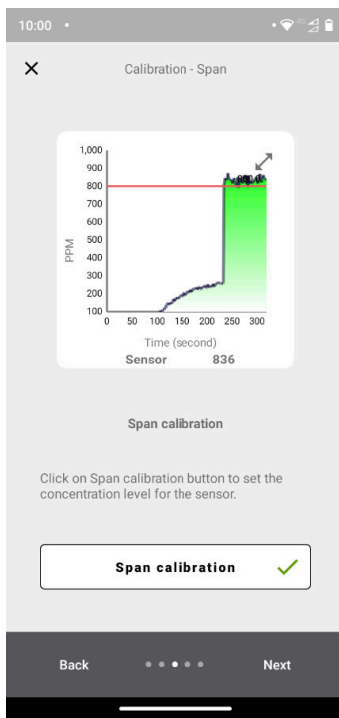 10:00
Calibration - Span
1,000
900
800
700
600
500
400
300
200
100
PPM
0 50 100 150 200 250 300
Time (second)
Sensor 836
Span calibration
Click on Span calibration button to set the
concentration level for the sensor.
Span calibration
Back
Next